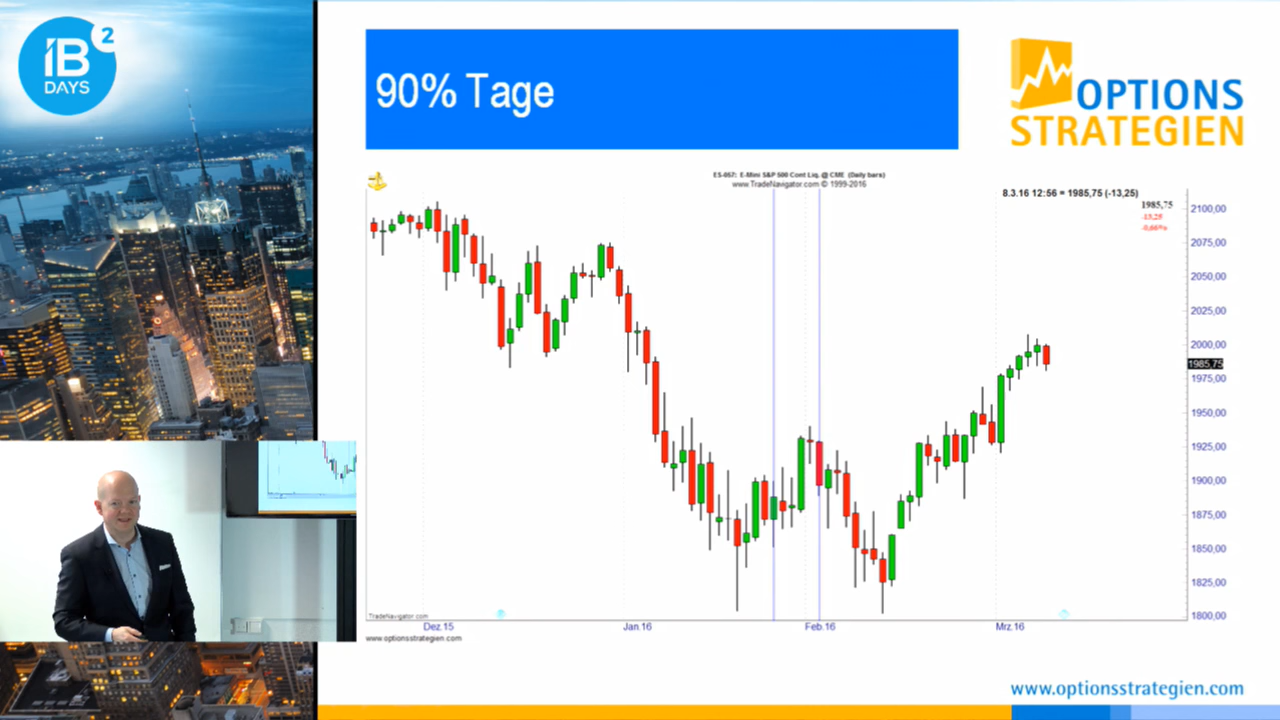 IB 2
DAYS
90% Tage
OPTIONS
STRATEGIEN
ES-067: E-Mini S&P 500 Cont Liq. @ CME (Daily bars)
www.TradeNavigator.com © 1999-2016
8.3.16 12:56 = 1985,75 (-13,25)
1985,75
-13,25
-0,66%
2100,00
2075,00
2050,00
2025,00
2000,00
1985,75
1975,00
1950,00
1925,00
1900,00
1875,00
1850,00
1825,00
1800,00
TradeNavigator.com
Dez.15
Jan.16
Feb.16
Mrz.16
www.optionsstrategien.com
www.optionsstrategien.com